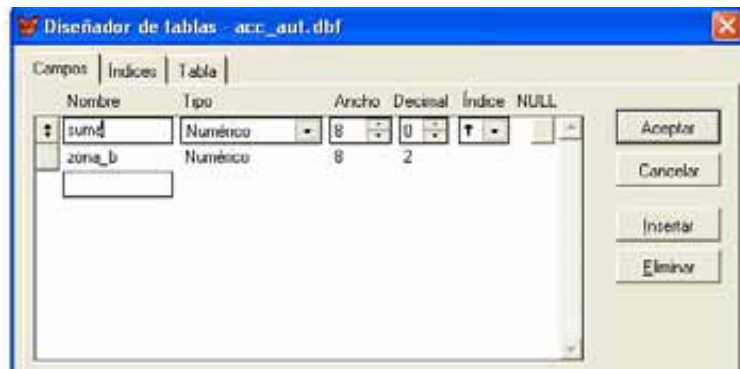 Diseñador de tablas - acc_aut.dbf
Campos Indices Tabla
Nombre Tipo Ancho Decimal Índice NULL
suma Numérico 8 0
zona_b Numérico 8 2
Aceptar
Cancelar
Insertar
Eliminar